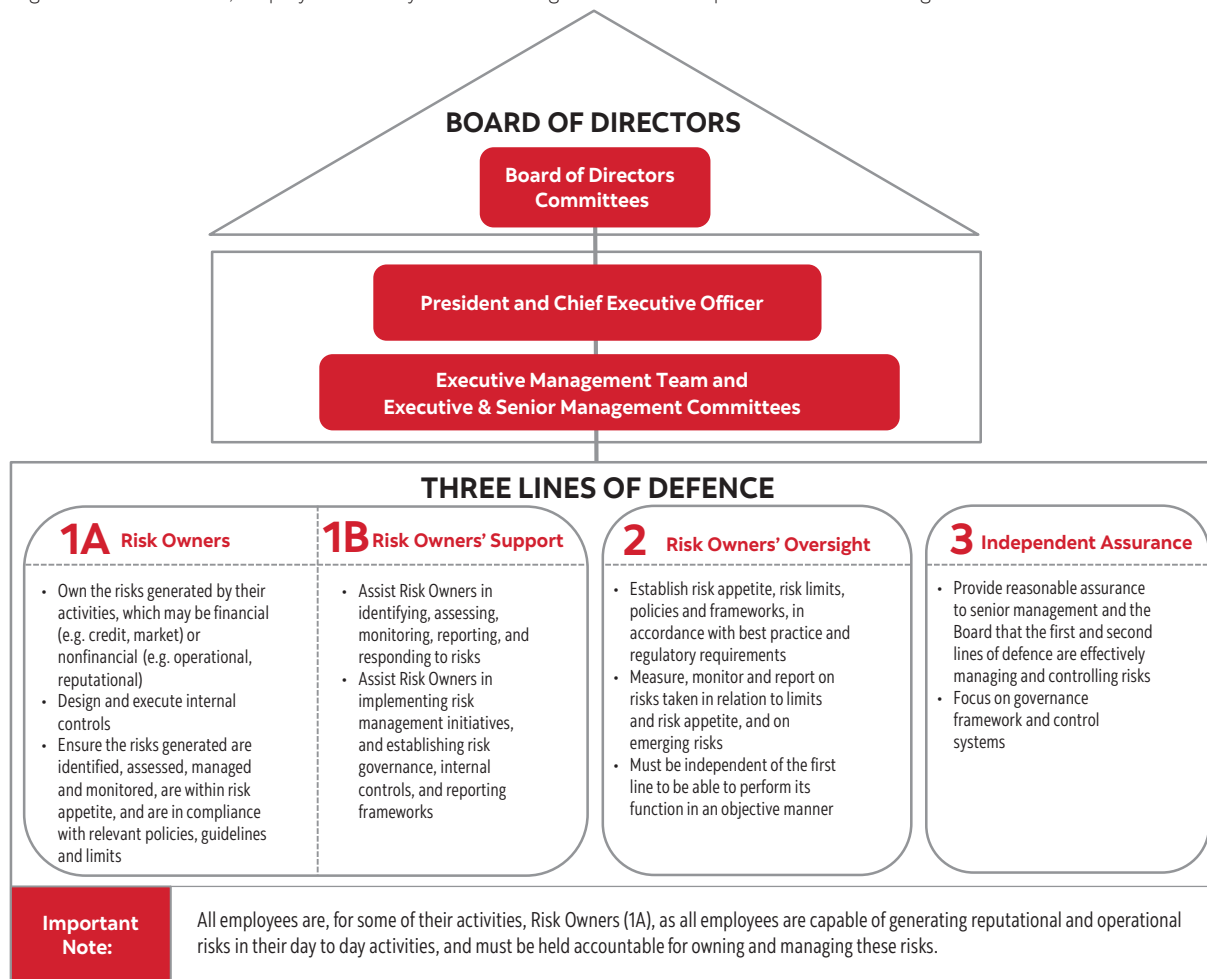 BOARD OF DIRECTORS
Board of Directors
Committees
President and Chief Executive Officer
Executive Management Team and
Executive & Senior Management Committees
THREE LINES OF DEFENCE
1A Risk Owners
• Own the risks generated by their
activities, which may be financial
(e.g. credit, market) or
nonfinancial (e.g. operational,
reputational)
• Design and execute internal
controls
• Ensure the risks generated are
identified, assessed, managed
and monitored, are within risk
appetite, and are in compliance
with relevant policies, guidelines
and limits
1B Risk Owners' Support
• Assist Risk Owners in
identifying, assessing,
monitoring, reporting, and
responding to risks
• Assist Risk Owners in
implementing risk
management initiatives,
and establishing risk
governance, internal
controls, and reporting
frameworks
2 Risk Owners' Oversight
• Establish risk appetite, risk limits,
policies and frameworks, in
accordance with best practice and
regulatory requirements
• Measure, monitor and report on
risks taken in relation to limits
and risk appetite, and on
emerging risks
• Must be independent of the first
line to be able to perform its
function in an objective manner
3 Independent Assurance
• Provide reasonable assurance
to senior management and the
Board that the first and second
lines of defence are effectively
managing and controlling risks
• Focus on governance
framework and control
systems
Important
Note:
All employees are, for some of their activities, Risk Owners (1A), as all employees are capable of generating reputational and operational
risks in their day to day activities, and must be held accountable for owning and managing these risks.